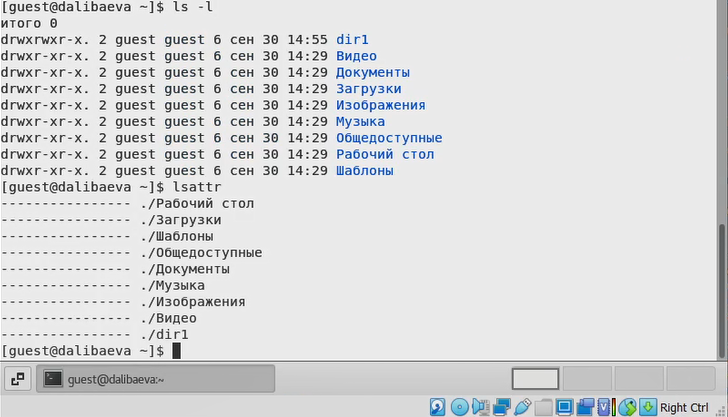 [guest@dalibaeva ~]$ ls -l
итого 0
drwxrwxr-x. 2 guest guest 6 сен 30 14:55 dir1
drwxr-xr-x. 2 guest guest 6 сен 30 14:29 Видео
drwxr-xr-x. 2 guest guest 6 сен 30 14:29 Документы
drwxr-xr-x. 2 guest guest 6 сен 30 14:29 Загрузки
drwxr-xr-x. 2 guest guest 6 сен 30 14:29 Изображения
drwxr-xr-x. 2 guest guest 6 сен 30 14:29 Музыка
drwxr-xr-x. 2 guest guest 6 сен 30 14:29 Общедоступные
drwxr-xr-x. 2 guest guest 6 сен 30 14:29 Рабочий стол
drwxr-xr-x. 2 guest guest 6 сен 30 14:29 Шаблоны
[guest@dalibaeva ~]$ lsattr
---------------- ./Рабочий стол
---------------- ./Загрузки
---------------- ./Шаблоны
---------------- ./Общедоступные
---------------- ./Документы
---------------- ./Музыка
---------------- ./Изображения
---------------- ./Видео
---------------- ./dir1
[guest@dalibaeva ~]$
guest@dalibaeva:~
Right Ctrl